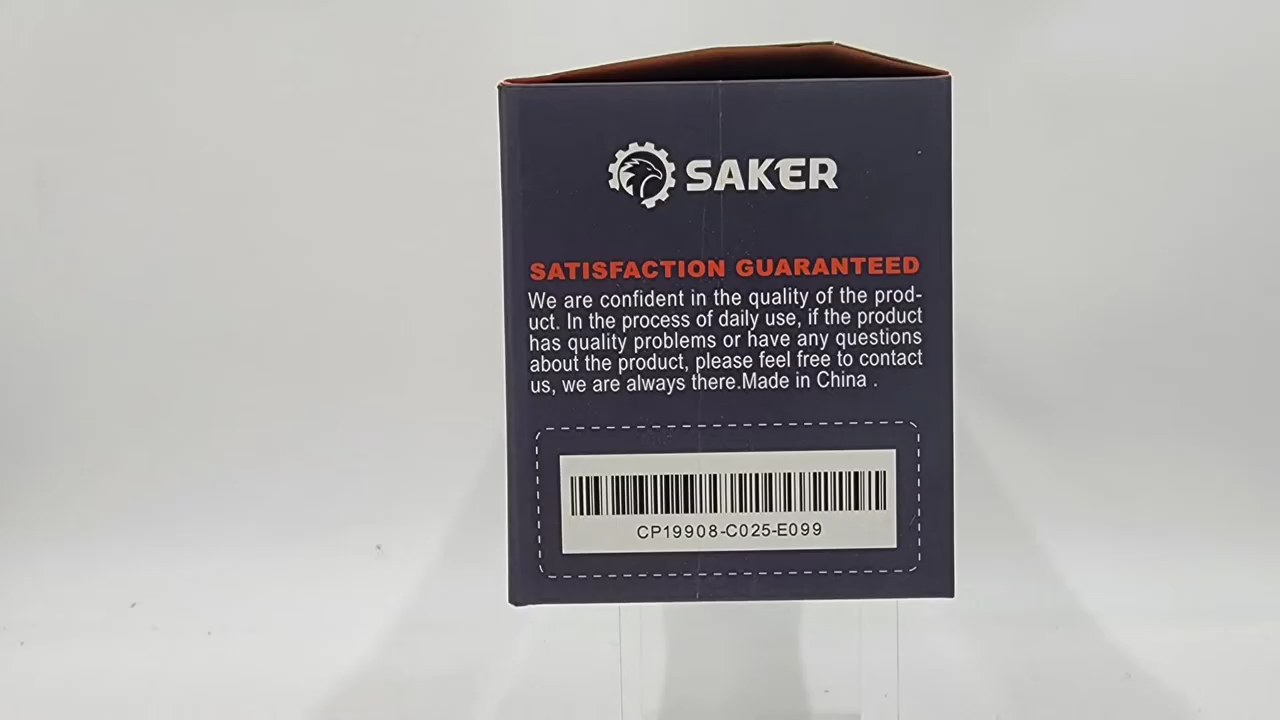 SAKER
SATISFACTION GUARANTEED
We are confident in the quality of the prod-
uct. In the process of daily use, if the product
has quality problems or have any questions
about the product, please feel free to contact
us, we are always there.Made in China .
CP19908-C025-E099